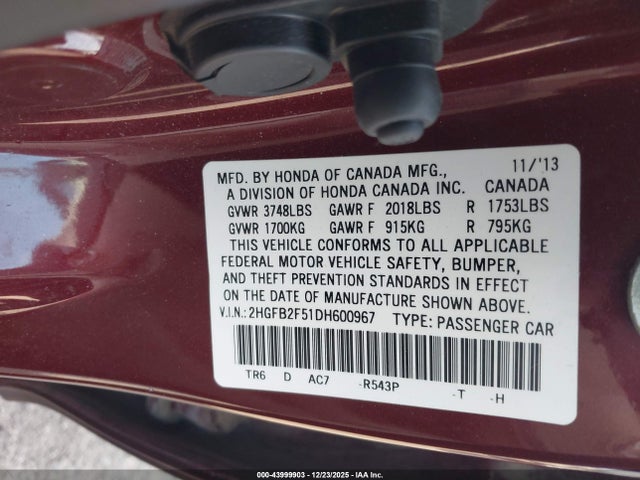 MFD. BY HONDA OF CANADA MFG., 11/'13
A DIVISION OF HONDA CANADA INC. CANADA
GVWR 3748LBS GAWR F 2018LBS R 1753LBS
GVWR 1700KG GAWR F 915KG R 795KG
THIS VEHICLE CONFORMS TO ALL APPLICABLE
FEDERAL MOTOR VEHICLE SAFETY, BUMPER,
AND THEFT PREVENTION STANDARDS IN EFFECT
ON THE DATE OF MANUFACTURE SHOWN ABOVE.
V.I.N.: 2HGFB2F51DH600967 TYPE: PASSENGER CAR
TR6 D AC7 -R543P -T -H
000-43999903 - 12/23/2025 - IAA Inc.